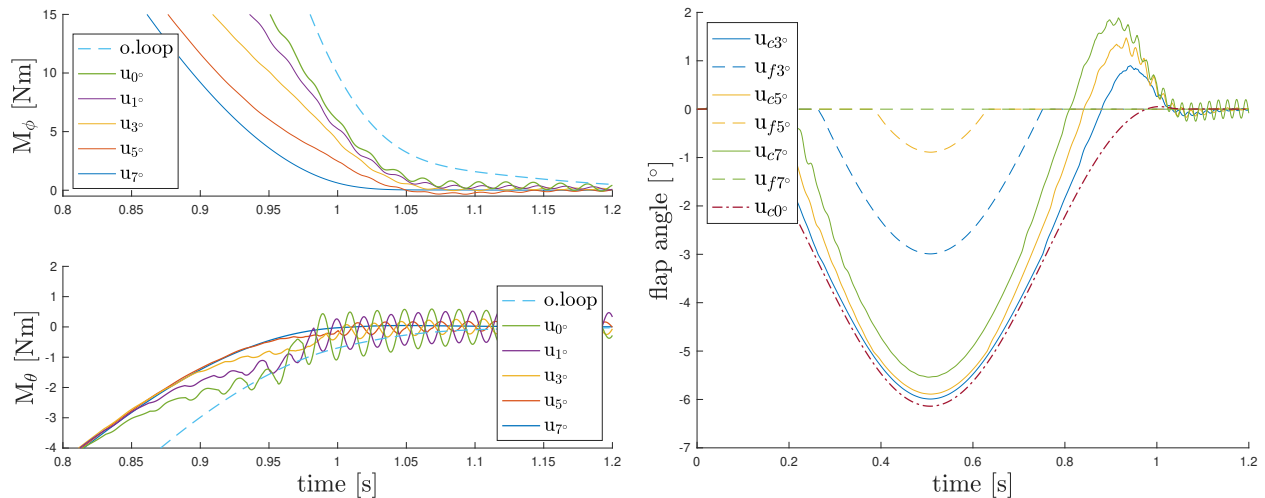 15
10
5
0
M_ϕ [Nm]
o.loop
u_0°
u_1°
u_3°
u_5°
u_7°
0.8 0.85 0.9 0.95 1 1.05 1.1 1.15 1.2
2
1
0
-1
-2
-3
-4
M_θ [Nm]
o.loop
u_0°
u_1°
u_3°
u_5°
u_7°
0.8 0.85 0.9 0.95 1 1.05 1.1 1.15 1.2
time [s]
2
1
0
-1
-2
-3
-4
-5
-6
-7
flap angle [°]
u_c3°
u_f3°
u_c5°
u_f5°
u_c7°
u_f7°
u_c0°
0 0.2 0.4 0.6 0.8 1 1.2
time [s]